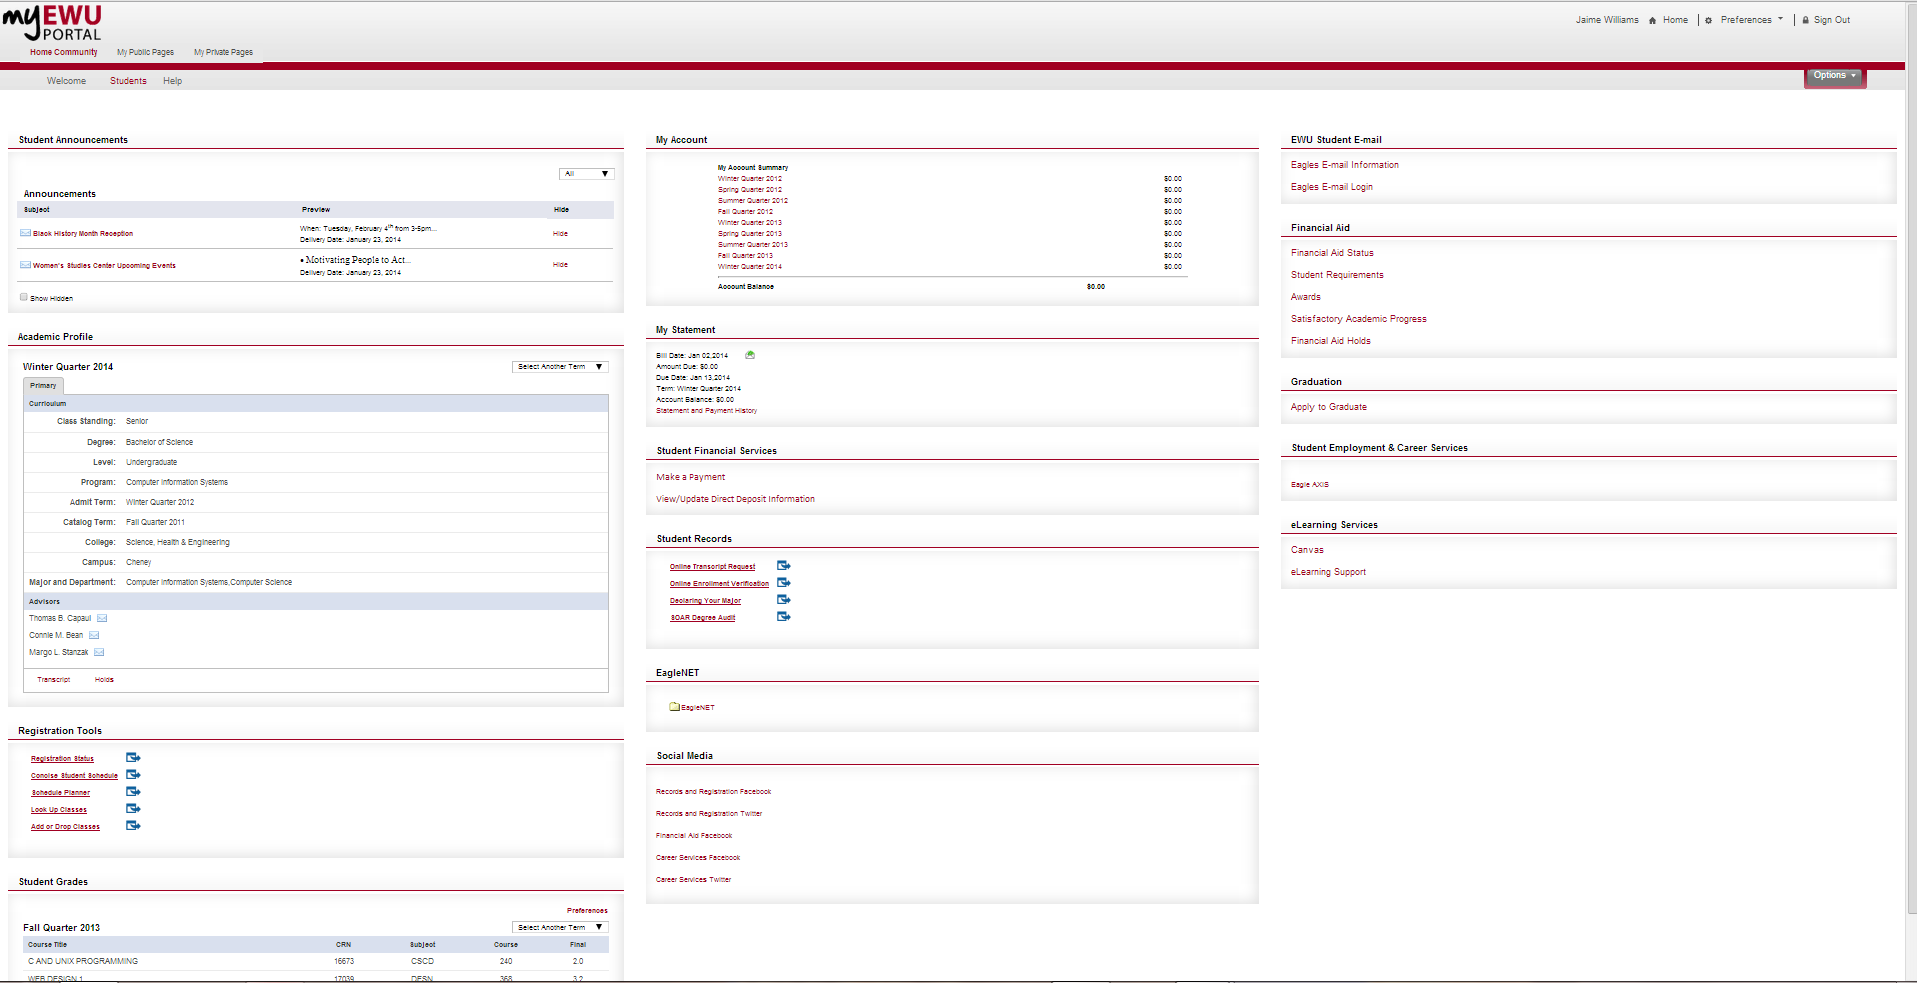 myEWU
PORTAL
Jaime Williams Home Preferences Sign Out
Home Community My Public Pages My Private Pages
Welcome Students Help
Options
Student Announcements
All
Announcements
Subject Preview Hide
Black History Month Reception When: Tuesday, February 4th from 3-5pm... Hide
Delivery Date: January 23, 2014
Women's Studies Center Upcoming Events • Motivating People to Act... Hide
Delivery Date: January 23, 2014
Show Hidden
Academic Profile
Winter Quarter 2014 Select Another Term
Primary
Curriculum
Class Standing: Senior
Degree: Bachelor of Science
Level: Undergraduate
Program: Computer Information Systems
Admit Term: Winter Quarter 2012
Catalog Term: Fall Quarter 2011
College: Science, Health & Engineering
Campus: Cheney
Major and Department: Computer Information Systems,Computer Science
Advisors
Thomas B. Capaul
Connie M. Bean
Margo L. Stanzak
Transcript Holds
Registration Tools
Registration Status
Concise Student Schedule
Schedule Planner
Look Up Classes
Add or Drop Classes
Student Grades
Preferences
Fall Quarter 2013 Select Another Term
Course Title CRN Subject Course Final
C AND UNIX PROGRAMMING 16673 CSCD 240 2.0
WEB DESIGN 1 17039 DESN 368 3.2
My Account
My Account Summary
Winter Quarter 2012 $0.00
Spring Quarter 2012 $0.00
Summer Quarter 2012 $0.00
Fall Quarter 2012 $0.00
Winter Quarter 2013 $0.00
Spring Quarter 2013 $0.00
Summer Quarter 2013 $0.00
Fall Quarter 2013 $0.00
Winter Quarter 2014 $0.00
Account Balance $0.00
My Statement
Bill Date: Jan 02,2014
Amount Due: $0.00
Due Date: Jan 13,2014
Term: Winter Quarter 2014
Account Balance: $0.00
Statement and Payment History
Student Financial Services
Make a Payment
View/Update Direct Deposit Information
Student Records
Online Transcript Request
Online Enrollment Verification
Declaring Your Major
SOAR Degree Audit
EagleNET
EagleNET
Social Media
Records and Registration Facebook
Records and Registration Twitter
Financial Aid Facebook
Career Services Facebook
Career Services Twitter
EWU Student E-mail
Eagles E-mail Information
Eagles E-mail Login
Financial Aid
Financial Aid Status
Student Requirements
Awards
Satisfactory Academic Progress
Financial Aid Holds
Graduation
Apply to Graduate
Student Employment & Career Services
Eagle AXIS
eLearning Services
Canvas
eLearning Support